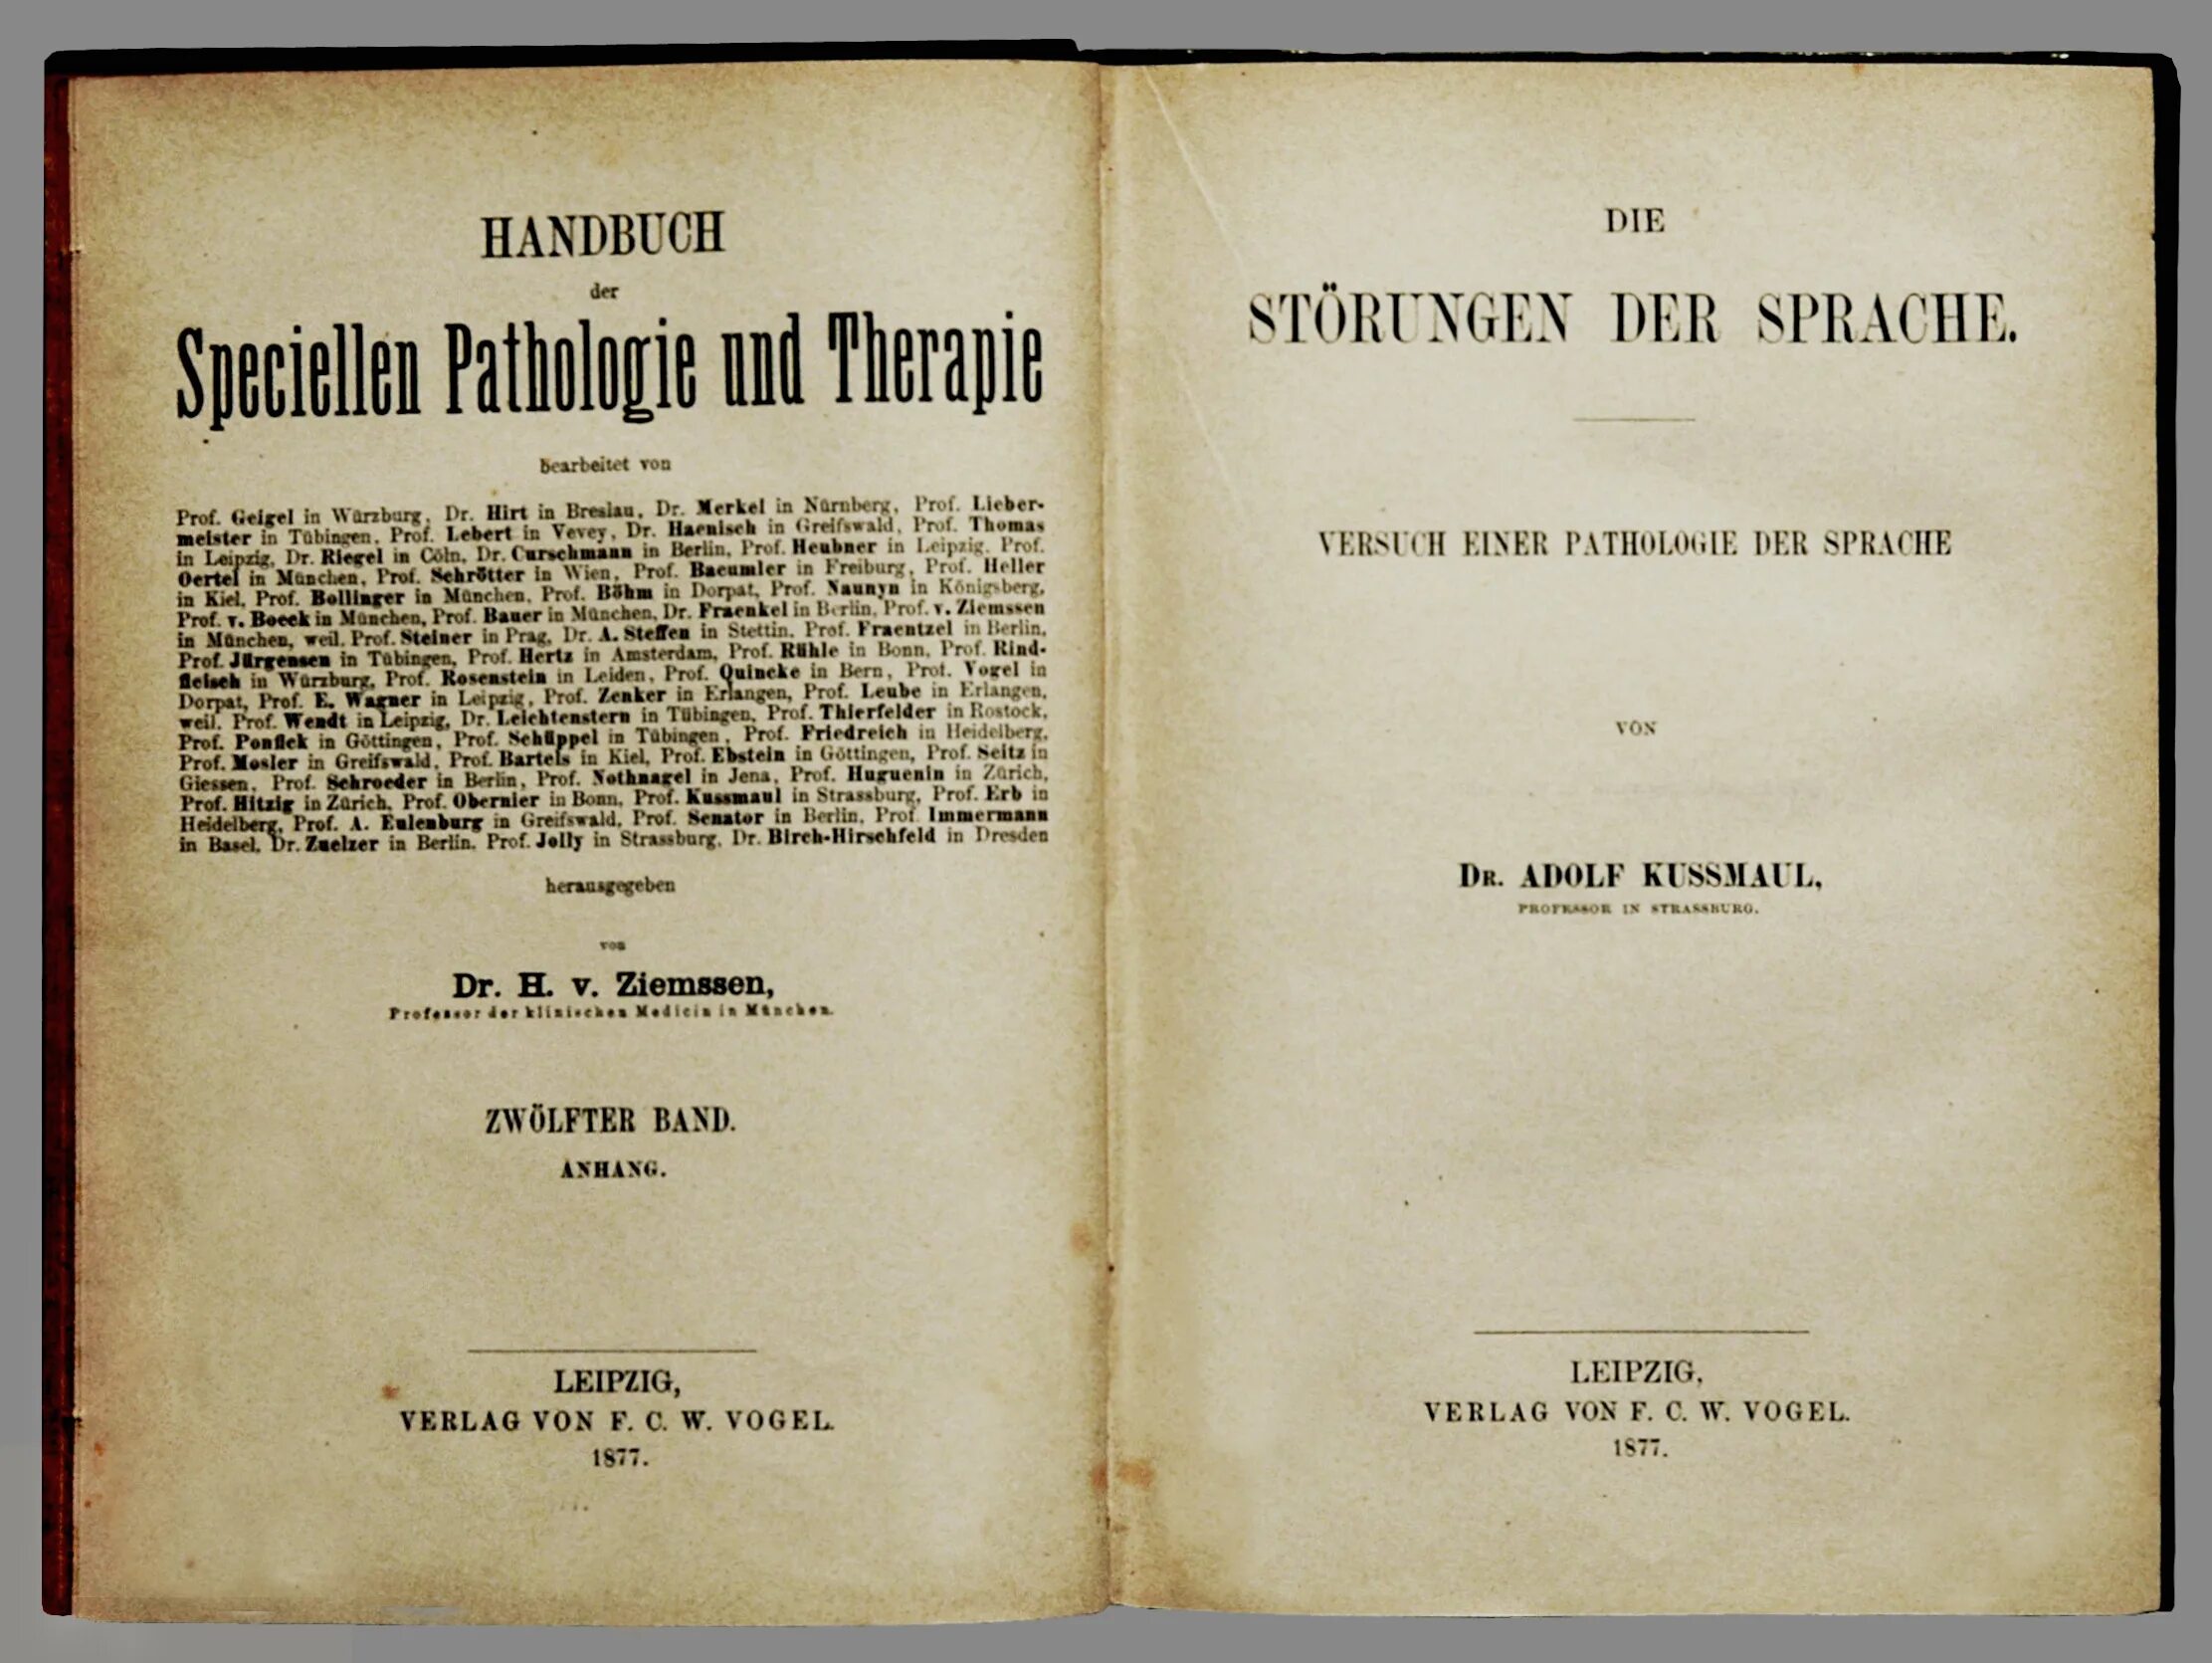 HANDBUCH
der
Speciellen Pathologie und Therapie
bearbeitet von
Prof. Geigel in Würzburg, Dr. Hirt in Breslau, Dr. Merkel in Nürnberg, Prof. Lieber-
meister in Tübingen, Prof. Lebert in Vevey, Dr. Haenisch in Greifswald, Prof. Thomas
in Leipzig, Dr. Riegel in Cöln, Dr. Curschmann in Berlin, Prof. Heubner in Leipzig, Prof.
Oertel in München, Prof. Schrötter in Wien, Prof. Baeumler in Freiburg, Prof. Heller
in Kiel, Prof. Bollinger in München, Prof. Böhm in Dorpat, Prof. Naunyn in Königsberg,
Prof. v. Boeck in München, Prof. Bauer in München, Dr. Fraenkel in Berlin, Prof. v. Ziemssen
in München, weil. Prof. Steiner in Prag, Dr. A. Steffen in Stettin, Prof. Fraentzel in Berlin,
Prof. Jürgensen in Tübingen, Prof. Hertz in Amsterdam, Prof. Rühle in Bonn, Prof. Rind-
fleisch in Würzburg, Prof. Rosenstein in Leiden, Prof. Quincke in Bern, Prof. Vogel in
Dorpat, Prof. E. Wagner in Leipzig, Prof. Zenker in Erlangen, Prof. Leube in Erlangen,
weil. Prof. Wendt in Leipzig, Dr. Leichtenstern in Tübingen, Prof. Thierfelder in Rostock,
Prof. Ponfick in Göttingen, Prof. Schüppel in Tübingen, Prof. Friedreich in Heidelberg,
Prof. Mosler in Greifswald, Prof. Bartels in Kiel, Prof. Ebstein in Göttingen, Prof. Seitz in
Giessen, Prof. Schroeder in Berlin, Prof. Nothnagel in Jena, Prof. Huguenin in Zürich,
Prof. Hitzig in Zürich, Prof. Obernier in Bonn, Prof. Kussmaul in Strassburg, Prof. Erb in
Heidelberg, Prof. A. Eulenburg in Greifswald, Prof. Senator in Berlin, Prof. Immermann
in Basel, Dr. Zuelzer in Berlin, Prof. Jolly in Strassburg, Dr. Birch-Hirschfeld in Dresden
herausgegeben
von
Dr. H. v. Ziemssen,
Professor der klinischen Medicin in München.
ZWÖLFTER BAND.
ANHANG.
LEIPZIG,
VERLAG VON F. C. W. VOGEL.
1877.
DIE
STÖRUNGEN DER SPRACHE.
VERSUCH EINER PATHOLOGIE DER SPRACHE
VON
DR. ADOLF KUSSMAUL,
PROFESSOR IN STRASSBURG.
LEIPZIG,
VERLAG VON F. C. W. VOGEL.
1877.